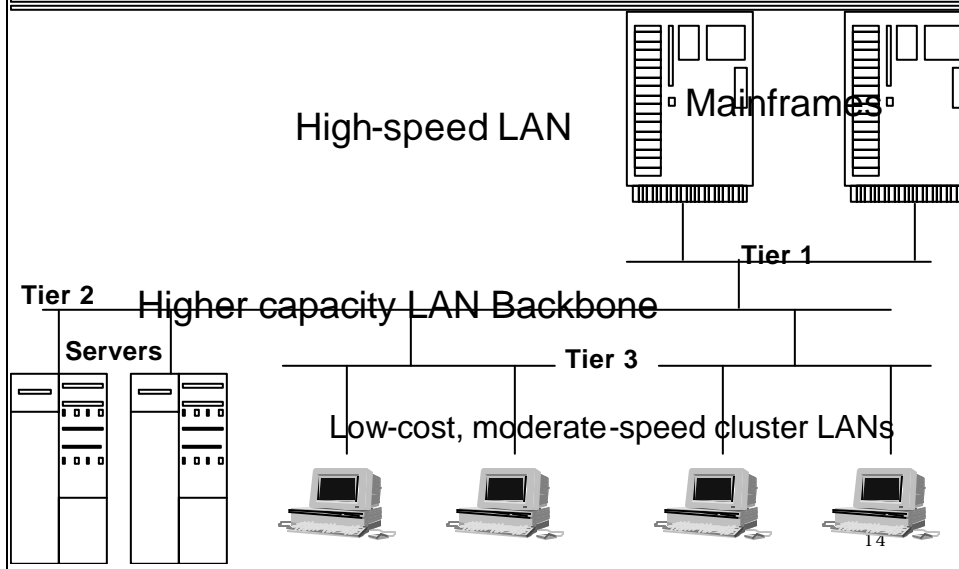 Mainframes
High-speed LAN
Tier 1
Tier 2
Higher capacity LAN Backbone
Servers
Tier 3
Low-cost, moderate-speed cluster LANs
14